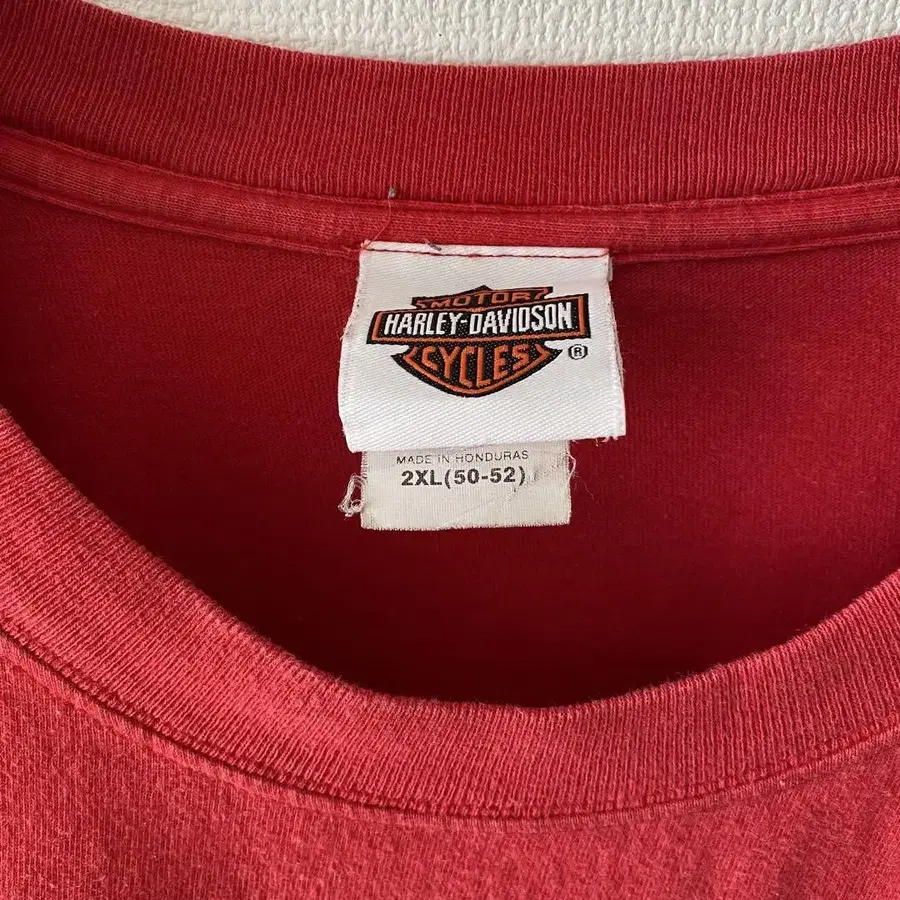 MOTOR
HARLEY-DAVIDSON
CYCLES
®
MADE IN HONDURAS
2XL(50-52)